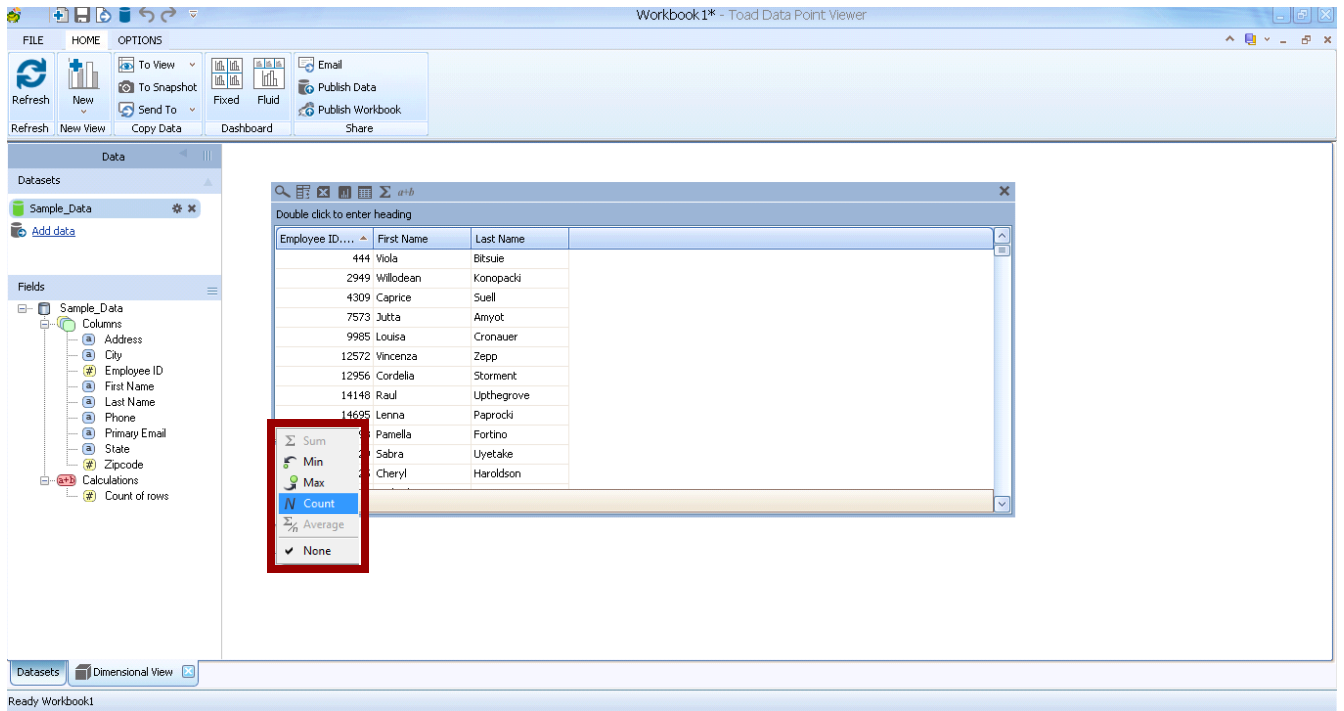 Workbook1* - Toad Data Point Viewer
FILE HOME OPTIONS
Refresh
New
To View
To Snapshot
Send To
Fixed Fluid
Email
Publish Data
Publish Workbook
Refresh New View Copy Data Dashboard Share
Data
Datasets
Sample_Data
Add data
Fields
Sample_Data
Columns
a Address
a City
# Employee ID
a First Name
a Last Name
a Phone
a Primary Email
a State
# Zipcode
a+b Calculations
# Count of rows
Σ a+b
Double click to enter heading
Employee ID.... First Name Last Name
444 Viola Bitsuie
2949 Willodean Konopacki
4309 Caprice Suell
7573 Jutta Amyot
9985 Louisa Cronauer
12572 Vincenza Zepp
12956 Cordelia Storment
14148 Raul Upthegrove
14695 Lenna Paprocki
Pamella Fortino
Sabra Uyetake
Cheryl Haroldson
Σ Sum
Min
Max
N Count
Σ/n Average
None
Datasets Dimensional View
Ready Workbook1